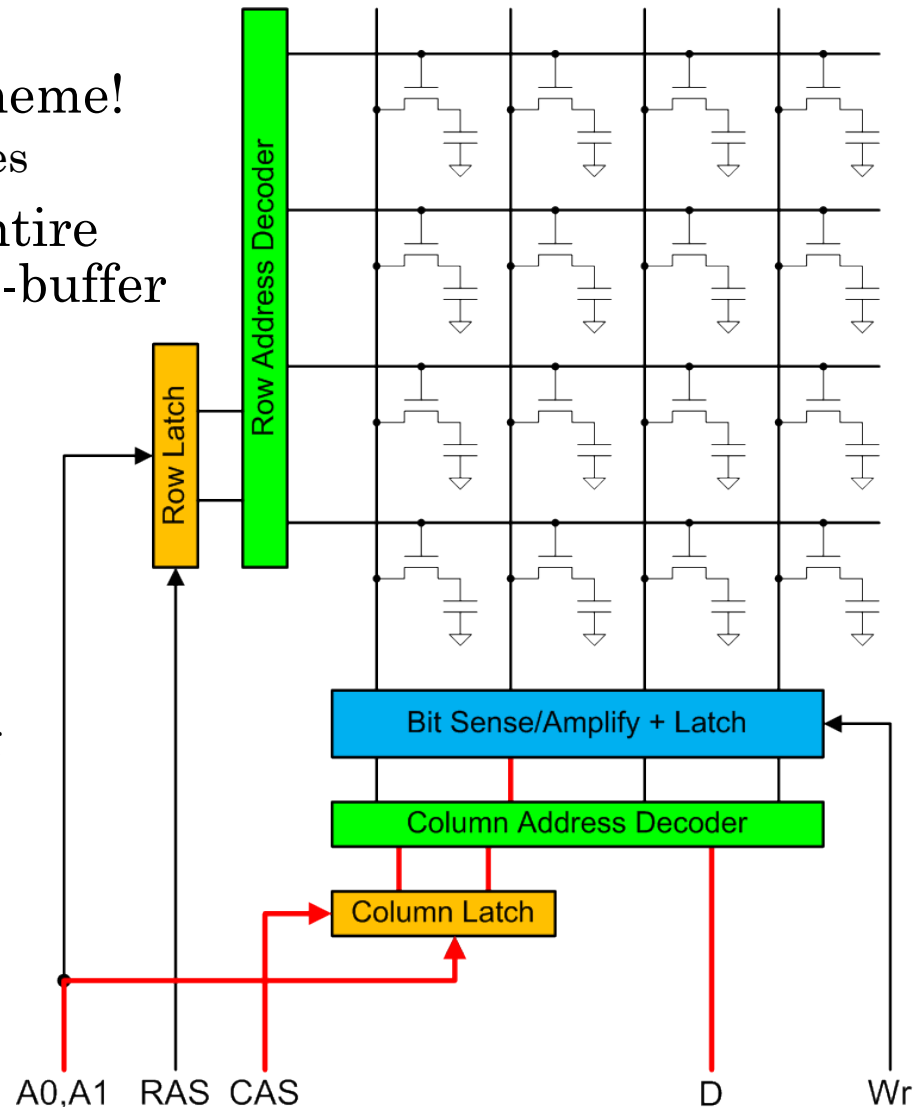 neme!
es
ntire
-buffer
Row Address Decoder
Row Latch
Bit Sense/Amplify + Latch
Column Address Decoder
Column Latch
A0,A1 RAS CAS D Wr